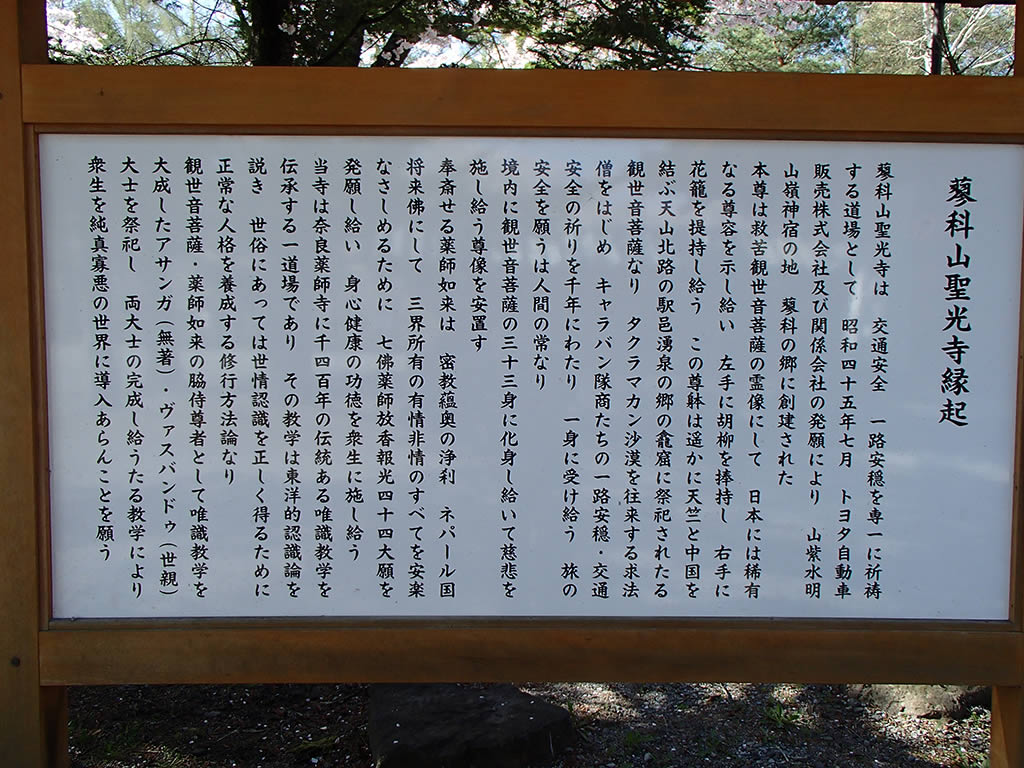 蓼科山聖光寺縁起
蓼科山聖光寺は　交通安全　一路安穏を専一に祈祷
する道場として　昭和四十五年七月　トヨタ自動車
販売株式会社及び関係会社の発願により　山紫水明
山嶺神宿の地　蓼科の郷に創建された
本尊は救苦観世音菩薩の霊像にして　日本には稀有
なる尊容を示し給い　左手に胡柳を捧持し　右手に
花籠を提持し給う　この尊躰は遥かに天竺と中国を
結ぶ天山北路の駅邑湧泉の郷の龕窟に祭祀されたる
観世音菩薩なり　タクラマカン沙漠を往来する求法
僧をはじめ　キャラバン隊商たちの一路安穏・交通
安全の祈りを千年にわたり　一身に受け給う　旅の
安全を願うは人間の常なり
境内に観世音菩薩の三十三身に化身し給いて慈悲を
施し給う尊像を安置す
奉斎せる薬師如来は　密教蘊奥の浄利　ネパール国
将来佛にして　三界所有の有情非情のすべてを安楽
なさしめるために　七佛薬師放香報光四十四大願を
発願し給い　身心健康の功徳を衆生に施し給う
当寺は奈良薬師寺に千四百年の伝統ある唯識教学を
伝承する一道場であり　その教学は東洋的認識論を
説き　世俗にあっては世情認識を正しく得るために
正常な人格を養成する修行方法論なり
観世音菩薩・薬師如来の脇侍尊者として唯識教学を
大成したアサンガ（無著）・ヴァスバンドゥ（世親）
大士を祭祀し　両大士の完成し給うたる教学により
衆生を純真寡悪の世界に導入あらんことを願う